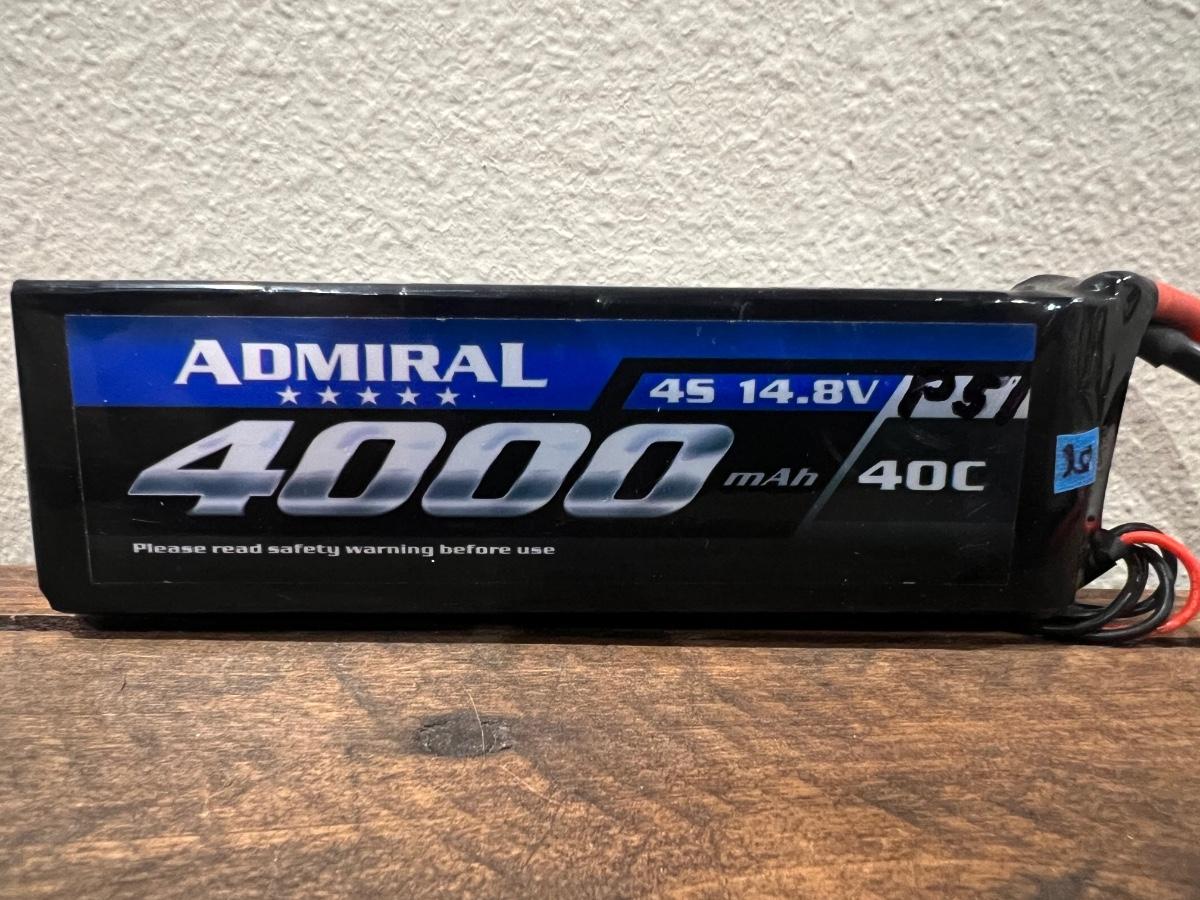 ADMIRAL
4S 14.8V
4000 mAh
40C
Please read safety warning before use